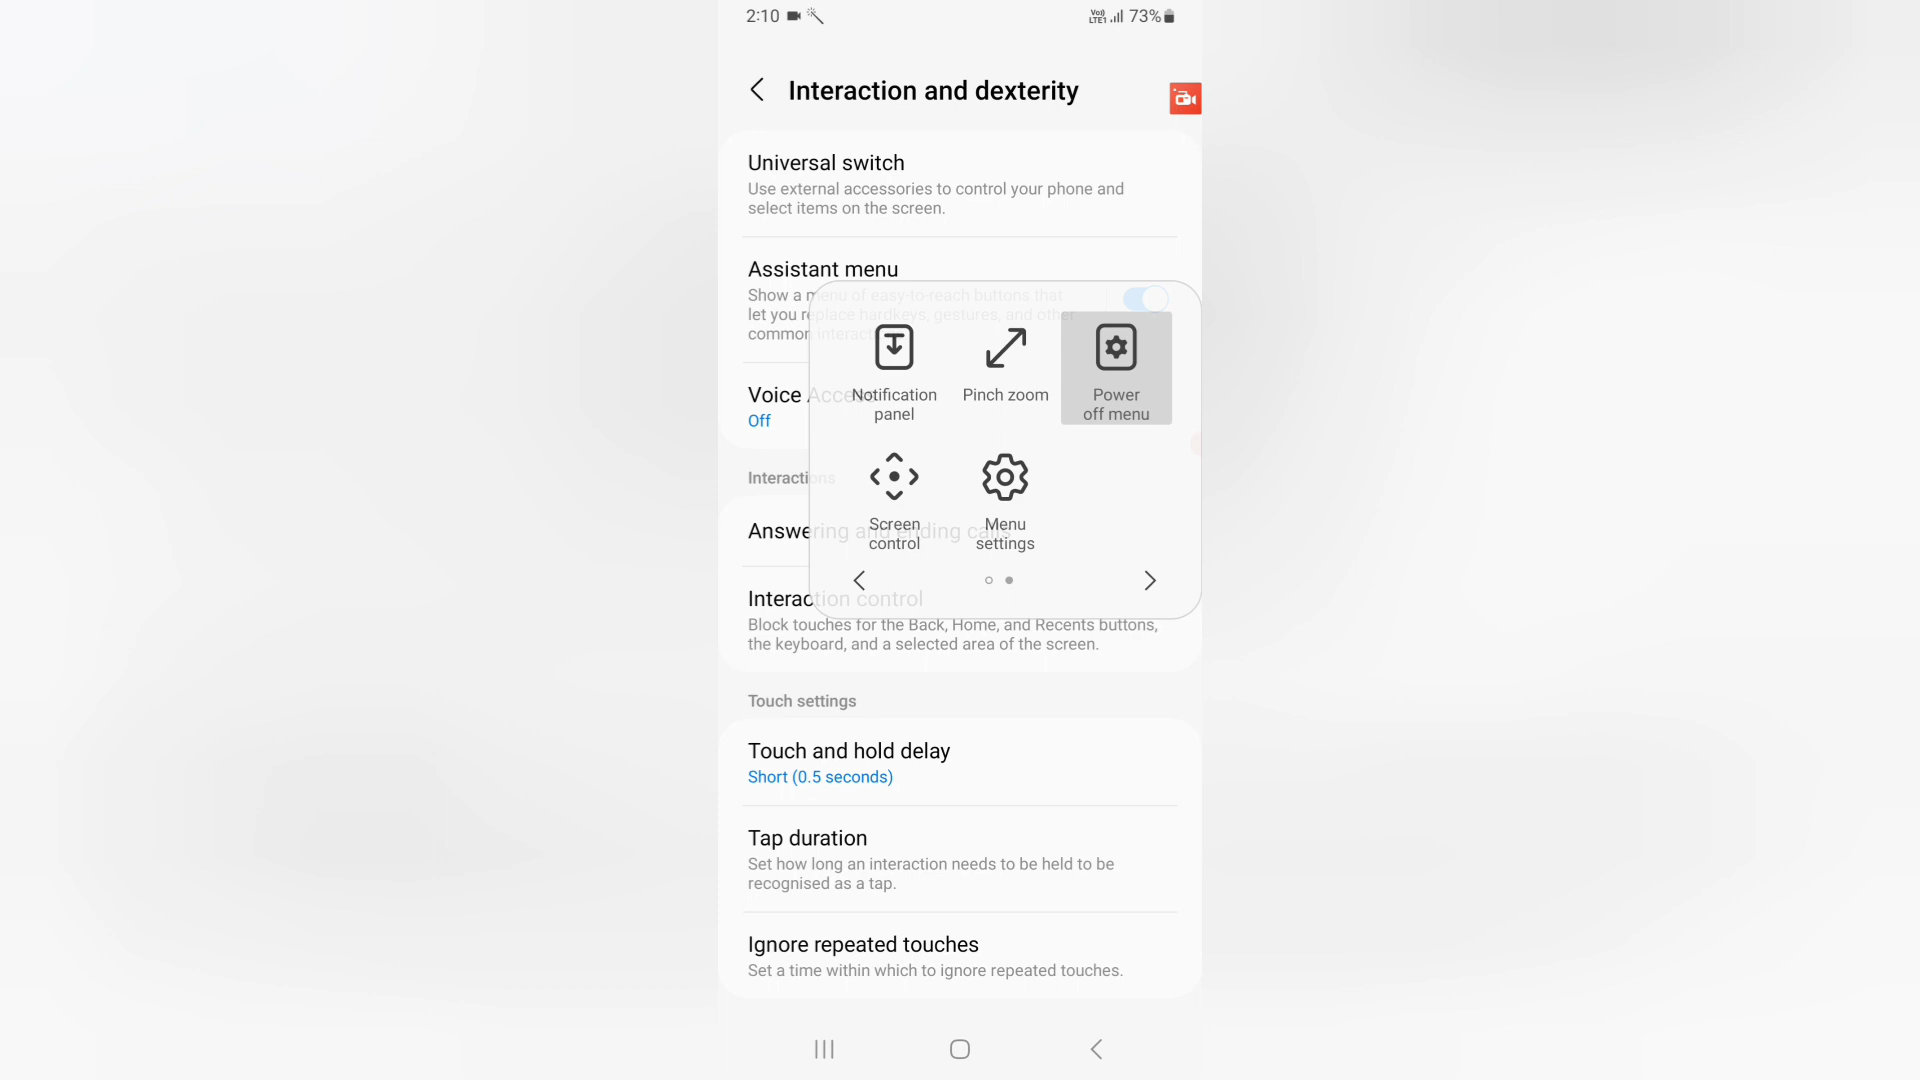 2:10
Vo))
LTE1
73%
Interaction and dexterity
Universal switch
Use external accessories to control your phone and
select items on the screen.
Assistant menu
Show a menu of easy-to-reach buttons that
let you replace hardkeys, gestures, and other
common interactions
Voice Access
Off
Notification
panel
Pinch zoom
Power
off menu
Screen
control
Menu
settings
Interactions
Answering and ending calls
Interaction control
Block touches for the Back, Home, and Recents buttons,
the keyboard, and a selected area of the screen.
Touch settings
Touch and hold delay
Short (0.5 seconds)
Tap duration
Set how long an interaction needs to be held to be
recognised as a tap.
Ignore repeated touches
Set a time within which to ignore repeated touches.